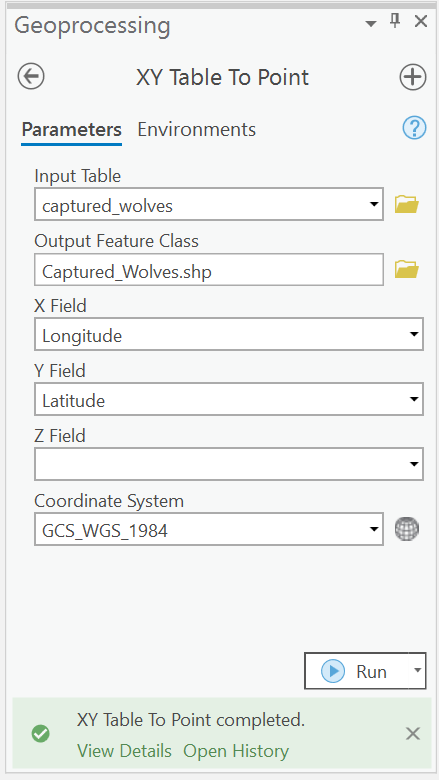 Geoprocessing
XY Table To Point
Parameters Environments
?
Input Table
captured_wolves
Output Feature Class
Captured_Wolves.shp
X Field
Longitude
Y Field
Latitude
Z Field
Coordinate System
GCS_WGS_1984
Run
XY Table To Point completed.
View Details Open History